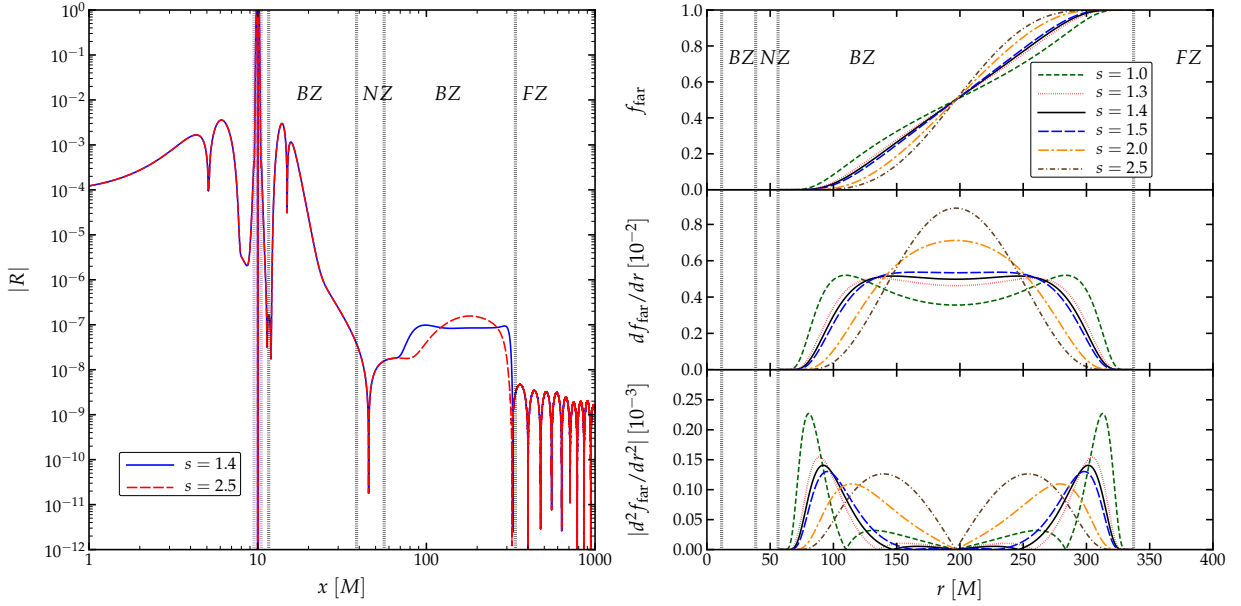 10⁰
10⁻¹
10⁻²
10⁻³
10⁻⁴
10⁻⁵
10⁻⁶
10⁻⁷
10⁻⁸
10⁻⁹
10⁻¹⁰
10⁻¹¹
10⁻¹²
|R|
BZ NZ BZ FZ
s = 1.4
s = 2.5
1 10 100 1000
x [M]
1.0
0.8
0.6
0.4
0.2
0.0
f_far
BZ NZ BZ FZ
s = 1.0
s = 1.3
s = 1.4
s = 1.5
s = 2.0
s = 2.5
0.8
0.6
0.4
0.2
0.0
df_far/dr [10⁻²]
0.25
0.20
0.15
0.10
0.05
0.00
|d²f_far/dr²| [10⁻³]
0 50 100 150 200 250 300 350 400
r [M]